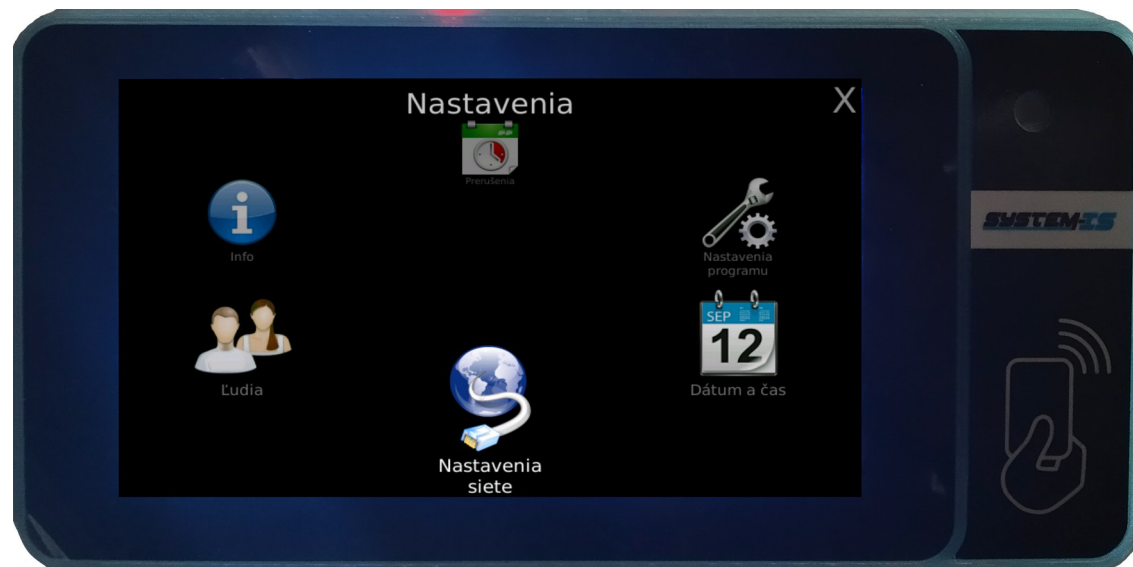 Nastavenia
X
Prerušenia
Info
Nastavenia
programu
SYSTEM-IS
SEP
12
Ľudia
Dátum a čas
Nastavenia
siete